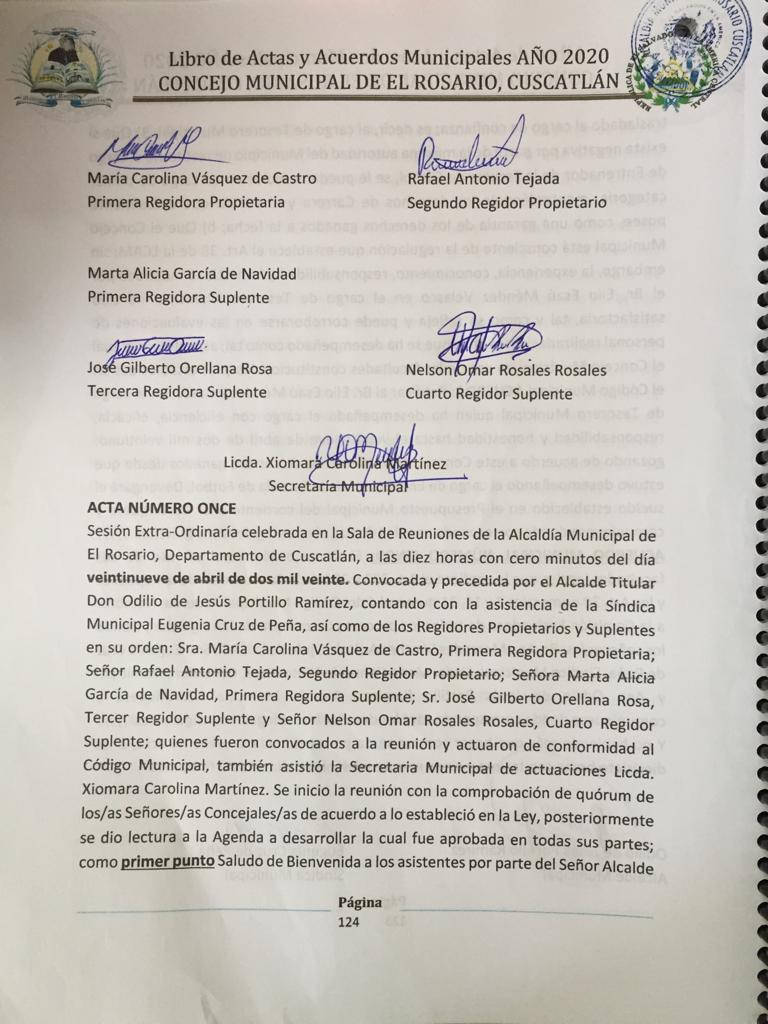 Libro de Actas y Acuerdos Municipales AÑO 2020
CONCEJO MUNICIPAL DE EL ROSARIO, CUSCATLÁN
María Carolina Vásquez de Castro
Rafael Antonio Tejada
Primera Regidora Propietaria
Segundo Regidor Propietario
Marta Alicia García de Navidad
Primera Regidora Suplente
José Gilberto Orellana Rosa
Nelson Omar Rosales Rosales
Tercera Regidora Suplente
Cuarto Regidor Suplente
Licda. Xiomara Carolina Martínez
Secretaría Municipal
ACTA NÚMERO ONCE
Sesión Extra-Ordinaría celebrada en la Sala de Reuniones de la Alcaldía Municipal de
El Rosario, Departamento de Cuscatlán, a las diez horas con cero minutos del día
veintinueve de abril de dos mil veinte. Convocada y precedida por el Alcalde Titular
Don Odilio de Jesús Portillo Ramírez, contando con la asistencia de la Síndica
Municipal Eugenia Cruz de Peña, así como de los Regidores Propietarios y Suplentes
en su orden: Sra. María Carolina Vásquez de Castro, Primera Regidora Propietaria;
Señor Rafael Antonio Tejada, Segundo Regidor Propietario; Señora Marta Alicia
García de Navidad, Primera Regidora Suplente; Sr. José Gilberto Orellana Rosa,
Tercer Regidor Suplente y Señor Nelson Omar Rosales Rosales, Cuarto Regidor
Suplente; quienes fueron convocados a la reunión y actuaron de conformidad al
Código Municipal, también asistió la Secretaria Municipal de actuaciones Licda.
Xiomara Carolina Martínez. Se inicio la reunión con la comprobación de quórum de
los/as Señores/as Concejales/as de acuerdo a lo estableció en la Ley, posteriormente
se dio lectura a la Agenda a desarrollar la cual fue aprobada en todas sus partes;
como primer punto Saludo de Bienvenida a los asistentes por parte del Señor Alcalde
Página
124